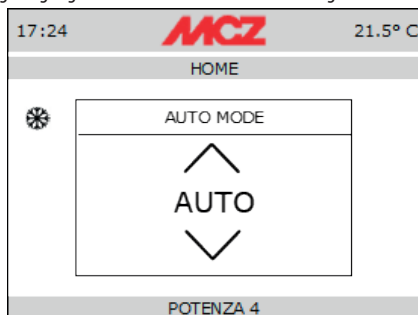 17:24 MCZ 21.5° C
HOME
AUTO MODE
AUTO
POTENZA 4